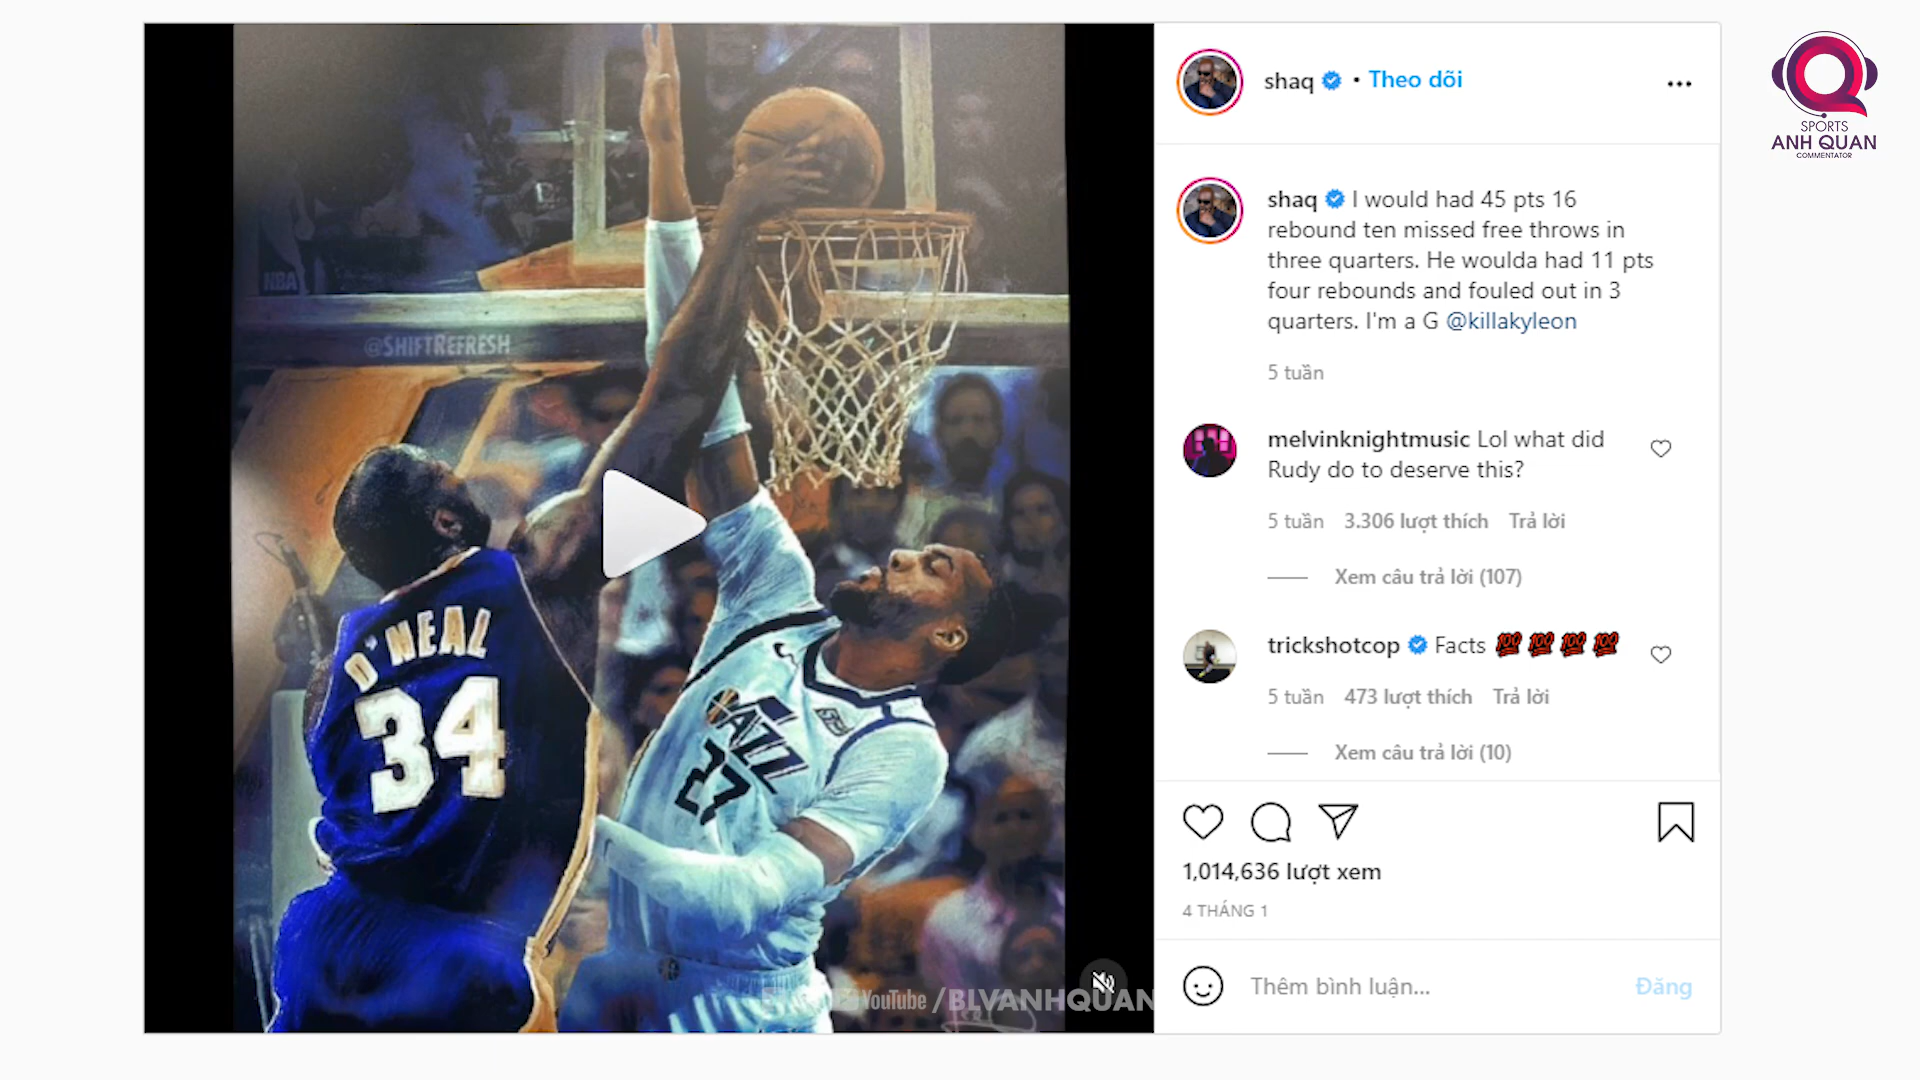 NBA
@SHIFTREFRESH
O'NEAL
34
JAZZ
27
YouTube /BLVANHQUAN
shaq • Theo dõi
shaq I would had 45 pts 16
rebound ten missed free throws in
three quarters. He woulda had 11 pts
four rebounds and fouled out in 3
quarters. I'm a G @killakyleon
5 tuần
melvinknightmusic Lol what did
Rudy do to deserve this?
5 tuần 3.306 lượt thích Trả lời
Xem câu trả lời (107)
trickshotcop Facts 💯 💯 💯 💯
5 tuần 473 lượt thích Trả lời
Xem câu trả lời (10)
1,014,636 lượt xem
4 THÁNG 1
Thêm bình luận... Đăng
SPORTS
ANH QUAN
COMMENTATOR